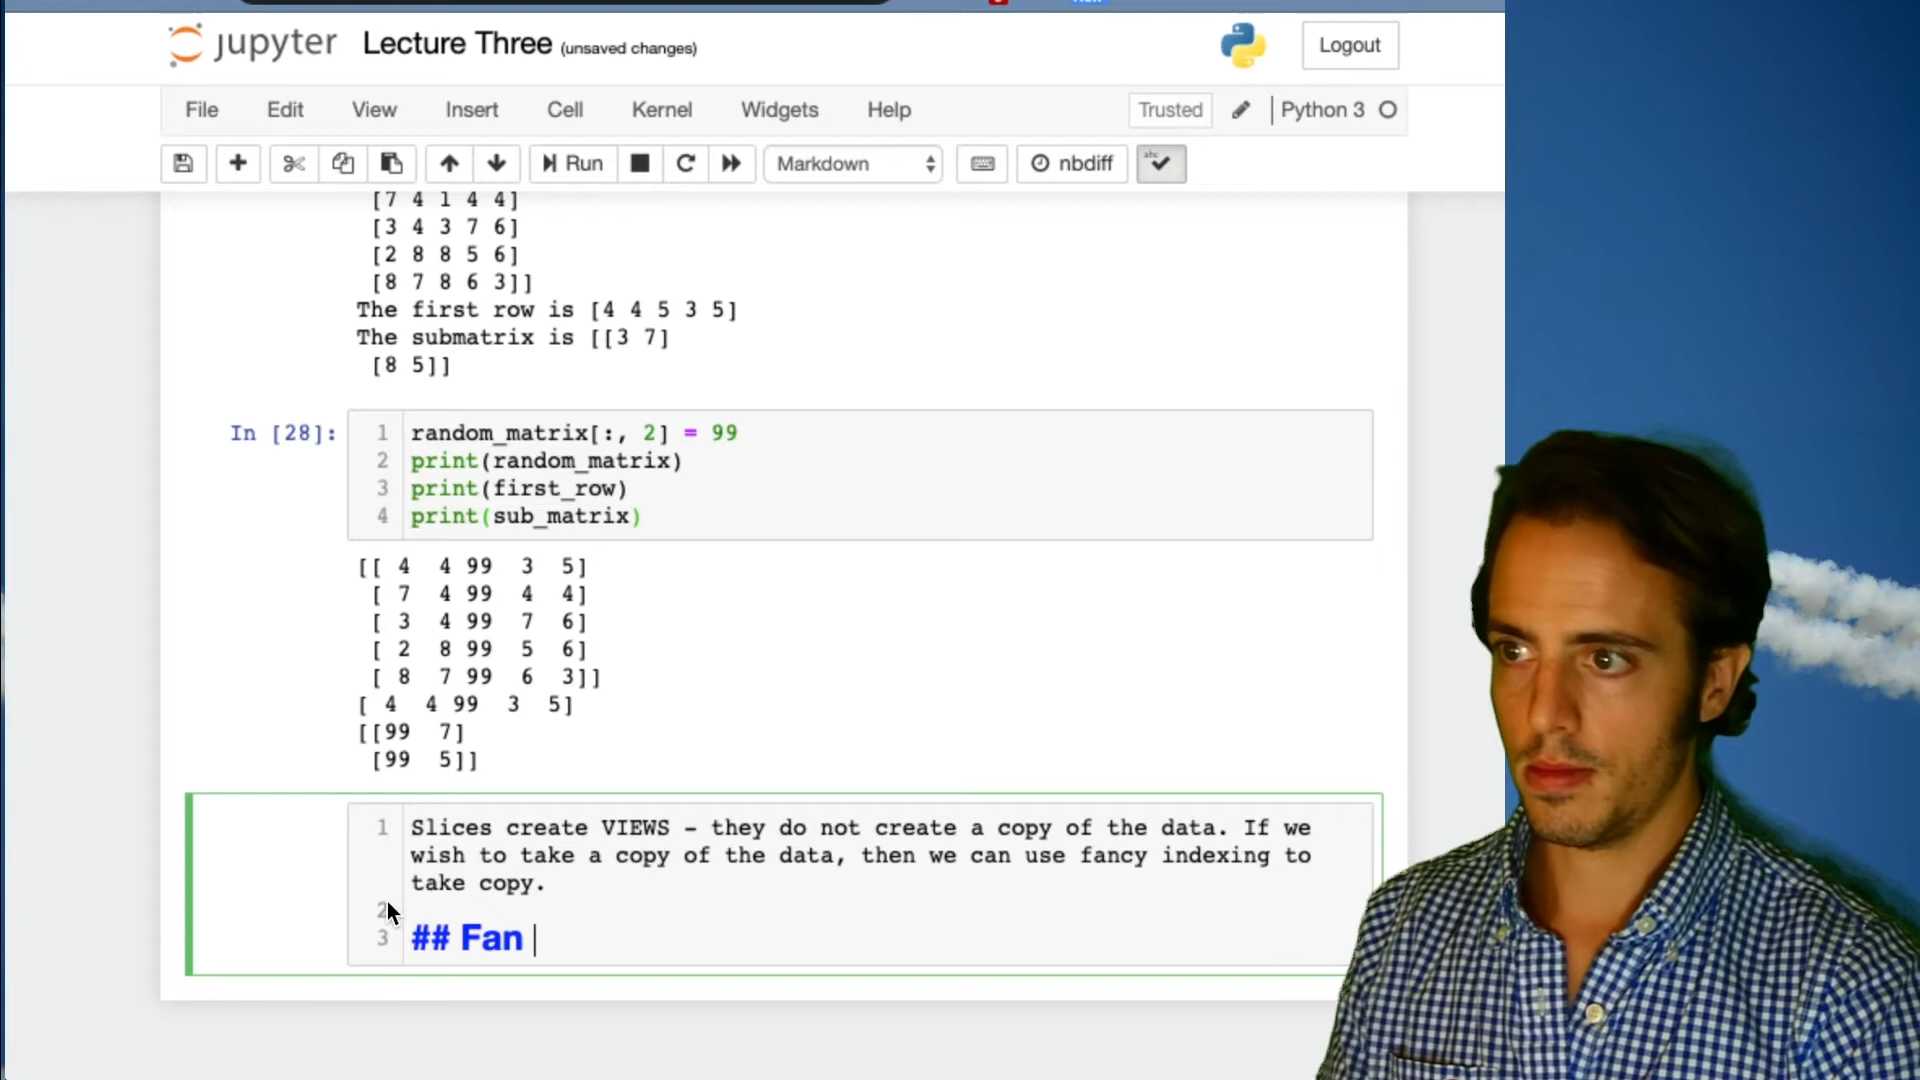 jupyter Lecture Three (unsaved changes) Logout
File Edit View Insert Cell Kernel Widgets Help Trusted Python 3
Run Markdown nbdiff abc
[7 4 1 4 4]
[3 4 3 7 6]
[2 8 8 5 6]
[8 7 8 6 3]]
The first row is [4 4 5 3 5]
The submatrix is [[3 7]
[8 5]]
In [28]: 1 random_matrix[:, 2] = 99
2 print(random_matrix)
3 print(first_row)
4 print(sub_matrix)
[[ 4 4 99 3 5]
[ 7 4 99 4 4]
[ 3 4 99 7 6]
[ 2 8 99 5 6]
[ 8 7 99 6 3]]
[ 4 4 99 3 5]
[[99 7]
[99 5]]
1 Slices create VIEWS - they do not create a copy of the data. If we
wish to take a copy of the data, then we can use fancy indexing to
take copy.
2
3 ## Fan